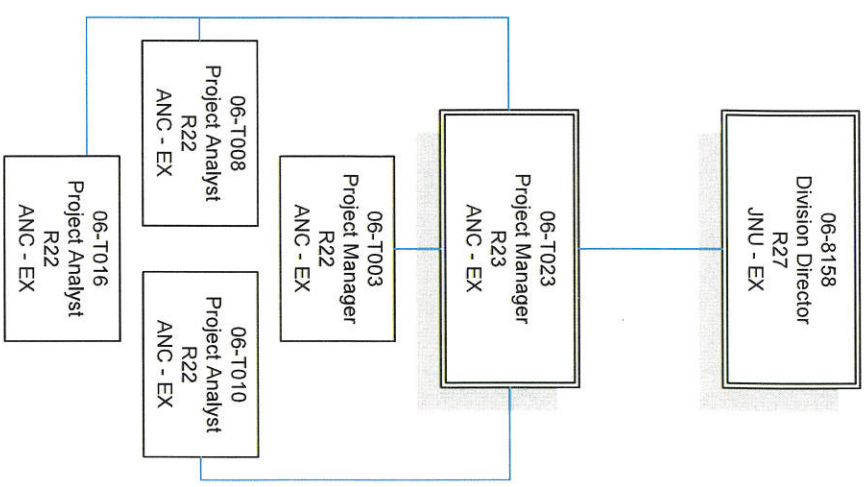 06-8158
Division Director
R27
JNU - EX
06-T023
Project Manager
R23
ANC - EX
06-T003
Project Manager
R22
ANC - EX
06-T008
Project Analyst
R22
ANC - EX
06-T010
Project Analyst
R22
ANC - EX
06-T016
Project Analyst
R22
ANC - EX